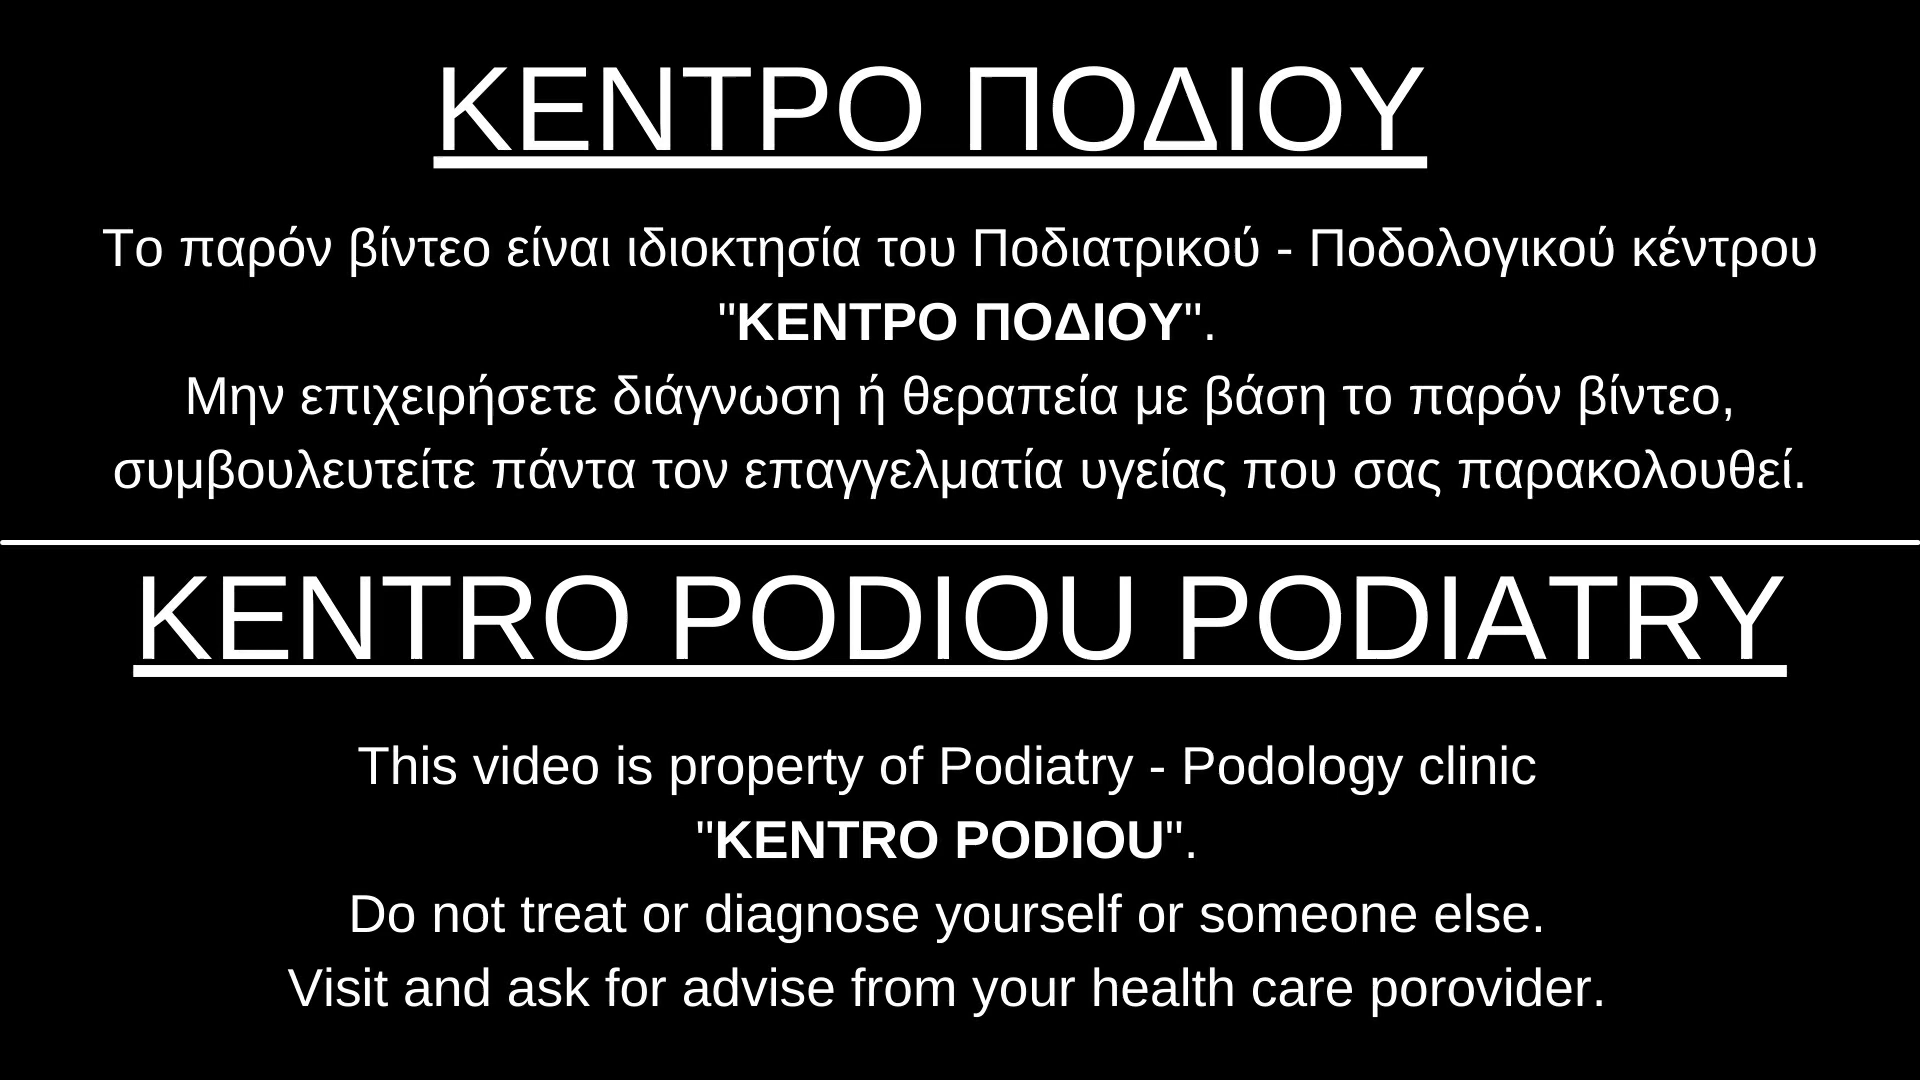 ΚΕΝΤΡΟ ΠΟΔΙΟΥ
Το παρόν βίντεο είναι ιδιοκτησία του Ποδιατρικού - Ποδολογικού κέντρου
"ΚΕΝΤΡΟ ΠΟΔΙΟΥ".
Μην επιχειρήσετε διάγνωση ή θεραπεία με βάση το παρόν βίντεο,
συμβουλευτείτε πάντα τον επαγγελματία υγείας που σας παρακολουθεί.
KENTRO PODIOU PODIATRY
This video is property of Podiatry - Podology clinic
"KENTRO PODIOU".
Do not treat or diagnose yourself or someone else.
Visit and ask for advise from your health care porovider.